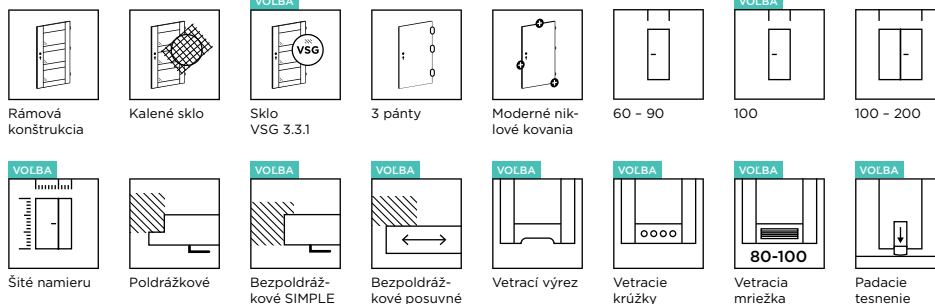 VOĽBA
VOĽBA
VSG
Rámová
konštrukcia
Kalené sklo
Sklo
VSG 3.3.1
3 pánty
Moderné nik-
lové kovania
60 – 90
100
100 – 200
VOĽBA
VOĽBA
VOĽBA
VOĽBA
VOĽBA
VOĽBA
VOĽBA
80-100
Šité namieru
Poldrážkové
Bezpoldráž-
kové SIMPLE
Bezpoldráž-
kové posuvné
Vetrací výrez
Vetracie
krúžky
Vetracia
mriežka
Padacie
tesnenie